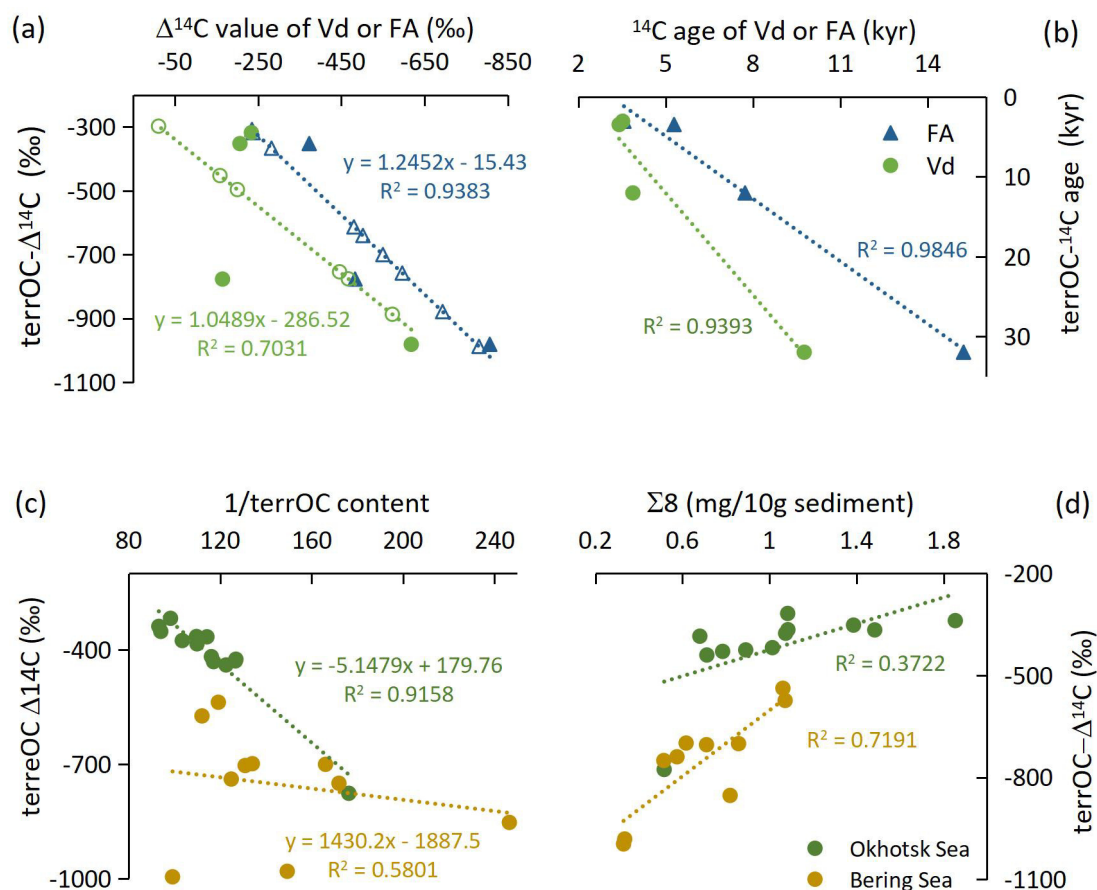 (a)
Δ¹⁴C value of Vd or FA (‰)
-50 -250 -450 -650 -850
terrOC-Δ¹⁴C (‰)
-300
-500
-700
-900
-1100
y = 1.2452x - 15.43
R² = 0.9383
y = 1.0489x - 286.52
R² = 0.7031
¹⁴C age of Vd or FA (kyr)
(b)
2 5 8 11 14
0
10
20
30
terrOC-¹⁴C age (kyr)
FA
Vd
R² = 0.9846
R² = 0.9393
(c)
1/terrOC content
80 120 160 200 240
terreOC Δ14C (‰)
-400
-700
-1000
y = -5.1479x + 179.76
R² = 0.9158
y = 1430.2x - 1887.5
R² = 0.5801
Σ8 (mg/10g sediment)
(d)
0.2 0.6 1 1.4 1.8
-200
-500
-800
-1100
terrOC–Δ¹⁴C (‰)
R² = 0.3722
R² = 0.7191
Okhotsk Sea
Bering Sea